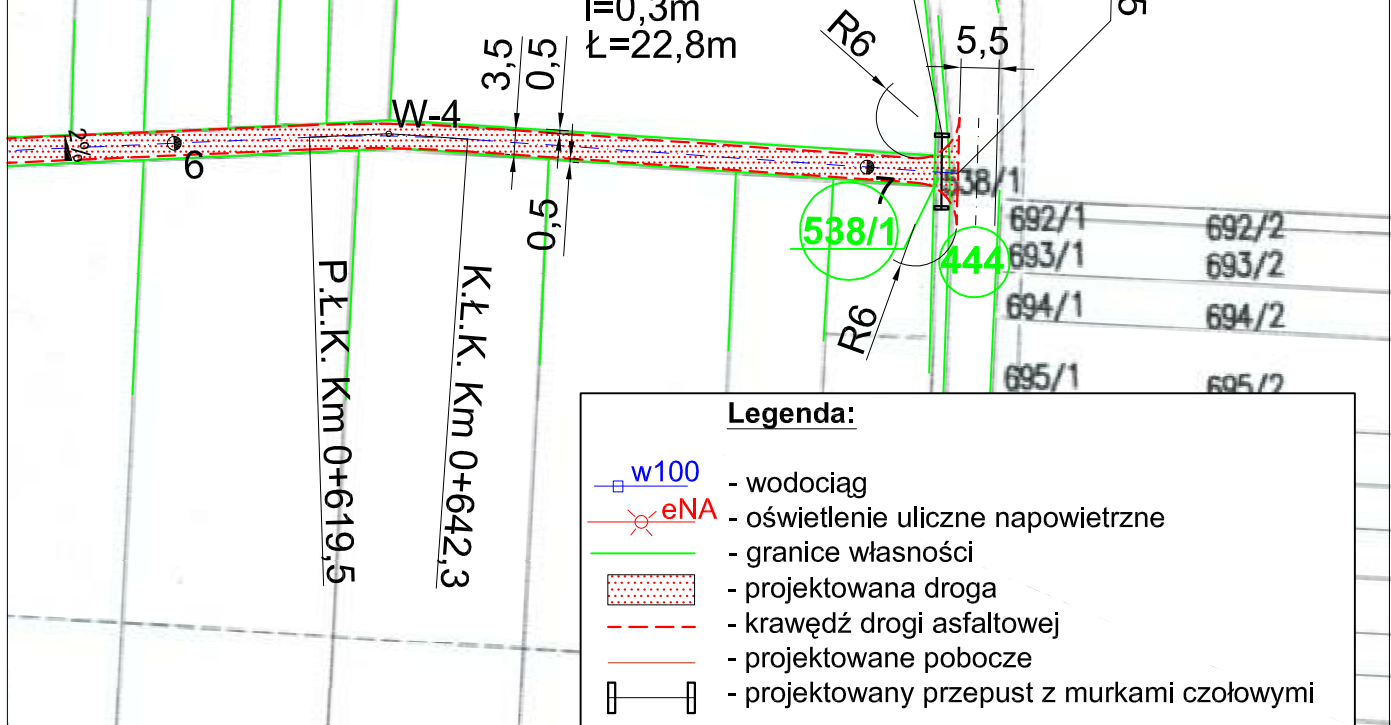 l=0,3m
Ł=22,8m
3,5
0,5
0,5
R6
5,5
5
W-4
2%
6
7
538/1
538/1
444
R6
692/1
692/2
693/1
693/2
694/1
694/2
695/1
695/2
P.Ł.K. Km 0+619,5
K.Ł.K. Km 0+642,3
Legenda:
w100 - wodociąg
eNA - oświetlenie uliczne napowietrzne
- granice własności
- projektowana droga
- krawędź drogi asfaltowej
- projektowane pobocze
- projektowany przepust z murkami czołowymi